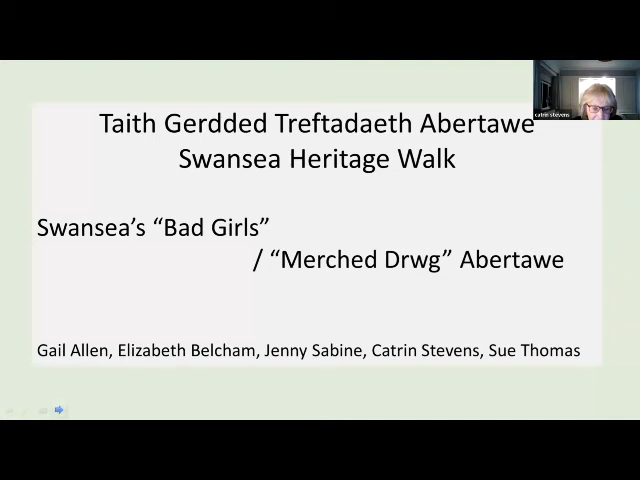 catrin stevens
Taith Gerdded Treftadaeth Abertawe
Swansea Heritage Walk
Swansea’s “Bad Girls”
/ “Merched Drwg” Abertawe
Gail Allen, Elizabeth Belcham, Jenny Sabine, Catrin Stevens, Sue Thomas